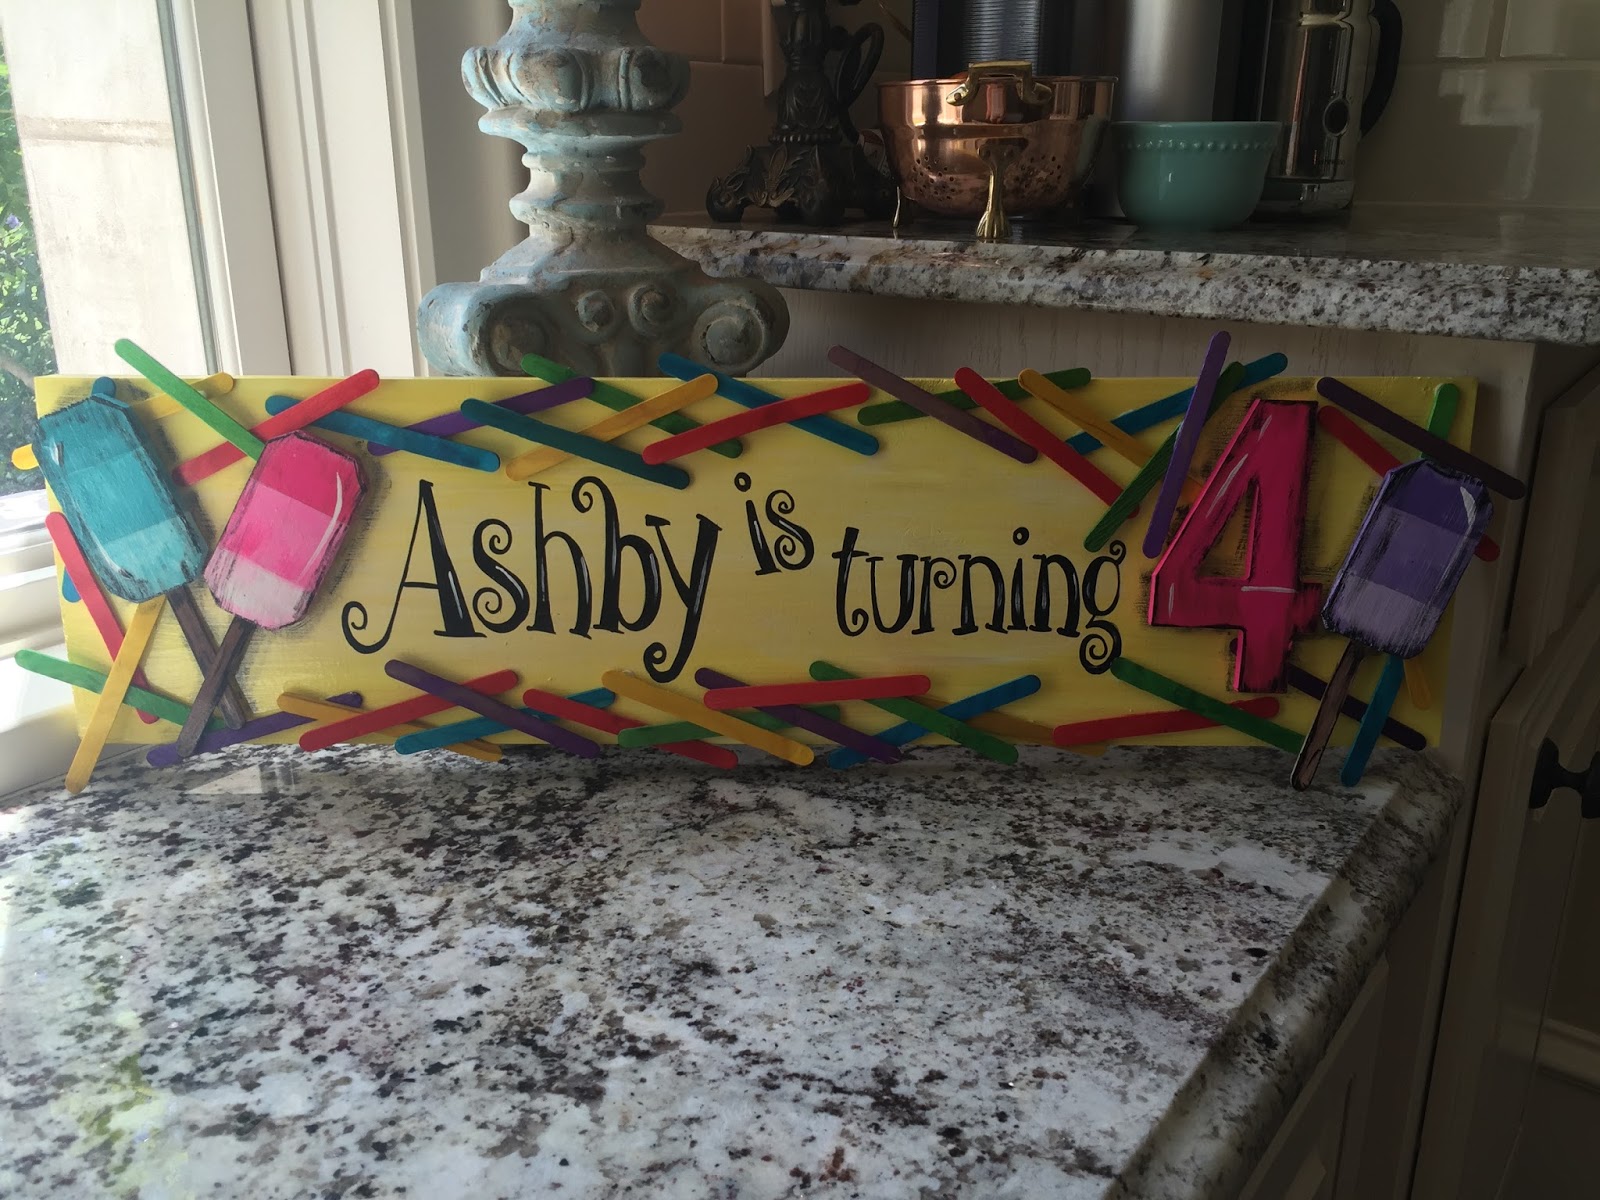 Ashby is turning 4